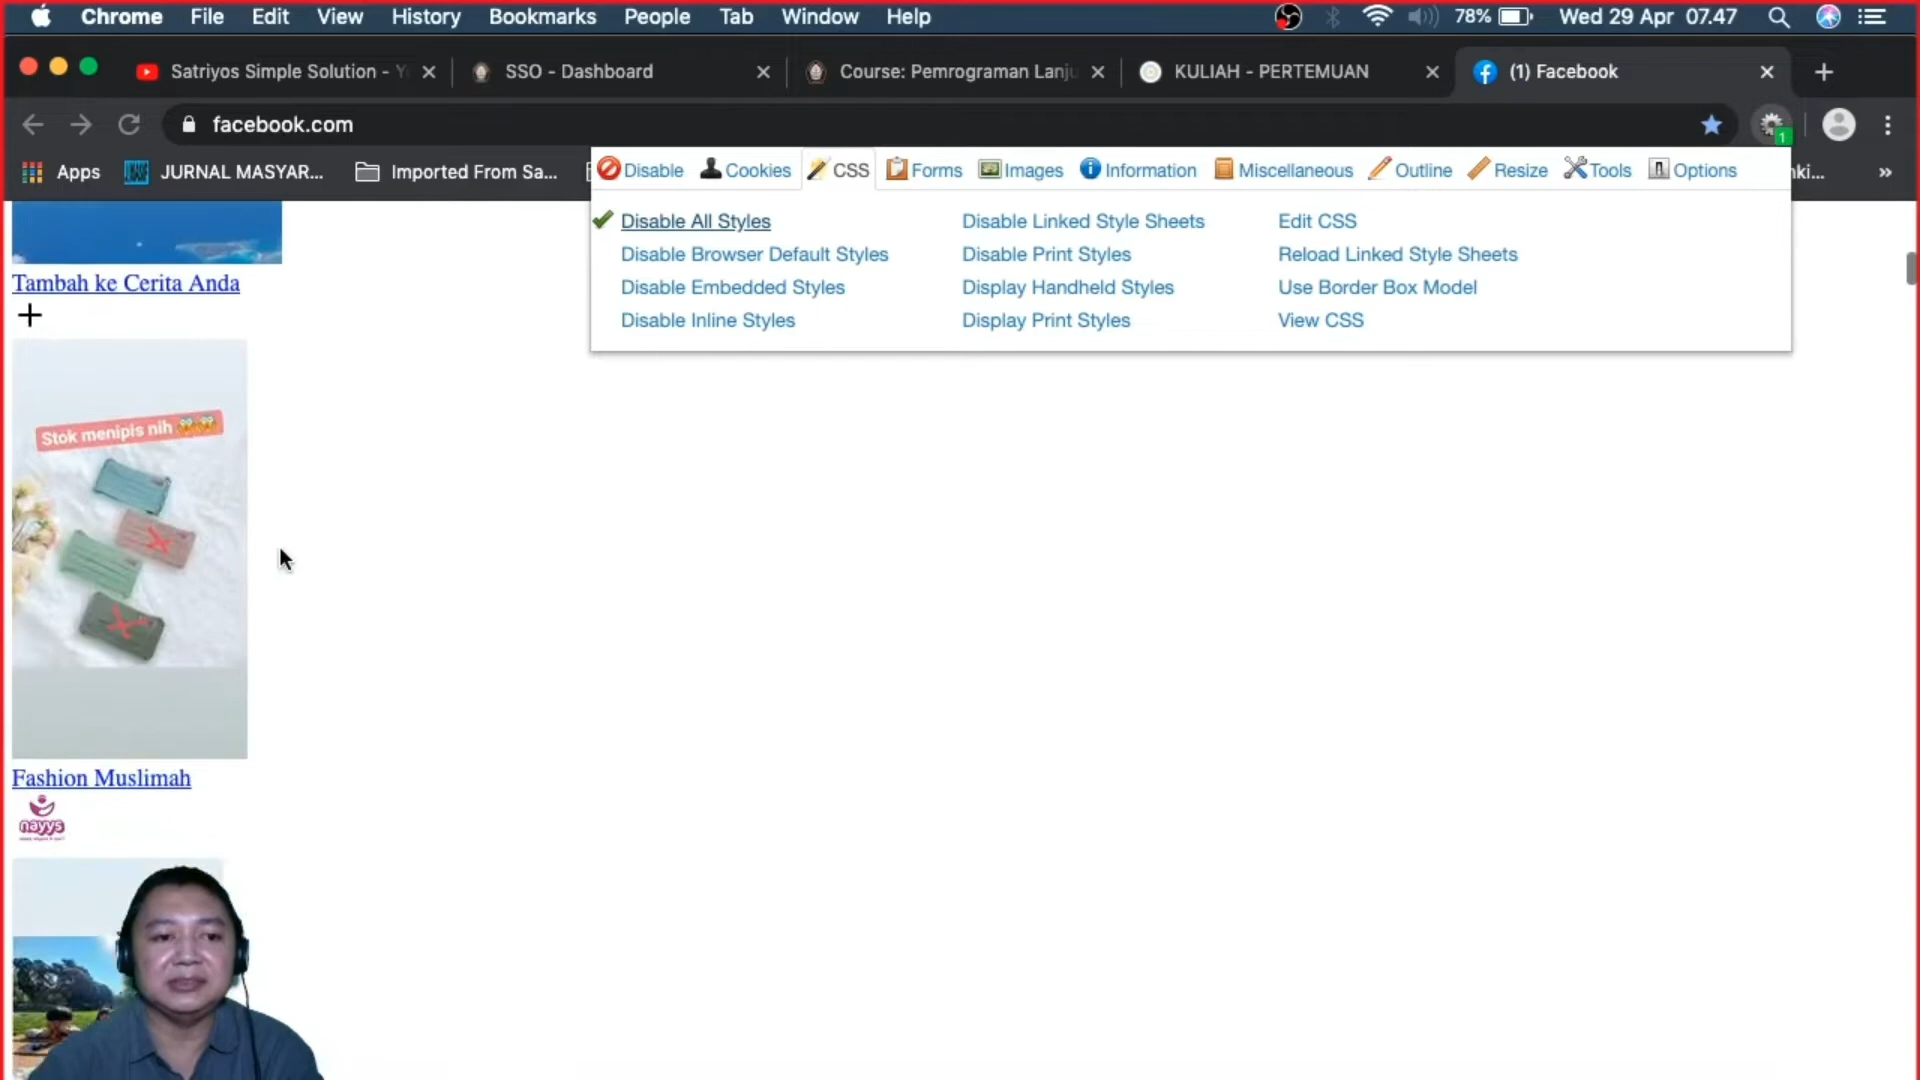 Chrome File Edit View History Bookmarks People Tab Window Help 78% Wed 29 Apr 07.47
Satriyos Simple Solution - Y SSO - Dashboard Course: Pemrograman Lanju KULIAH - PERTEMUAN (1) Facebook
facebook.com 1
Apps JURNAL MASYAR... Imported From Sa... nki... »
Disable Cookies CSS Forms Images Information Miscellaneous Outline Resize Tools Options
Disable All Styles Disable Linked Style Sheets Edit CSS
Disable Browser Default Styles Disable Print Styles Reload Linked Style Sheets
Disable Embedded Styles Display Handheld Styles Use Border Box Model
Disable Inline Styles Display Print Styles View CSS
Tambah ke Cerita Anda
Stok menipis nih
Fashion Muslimah
nayys